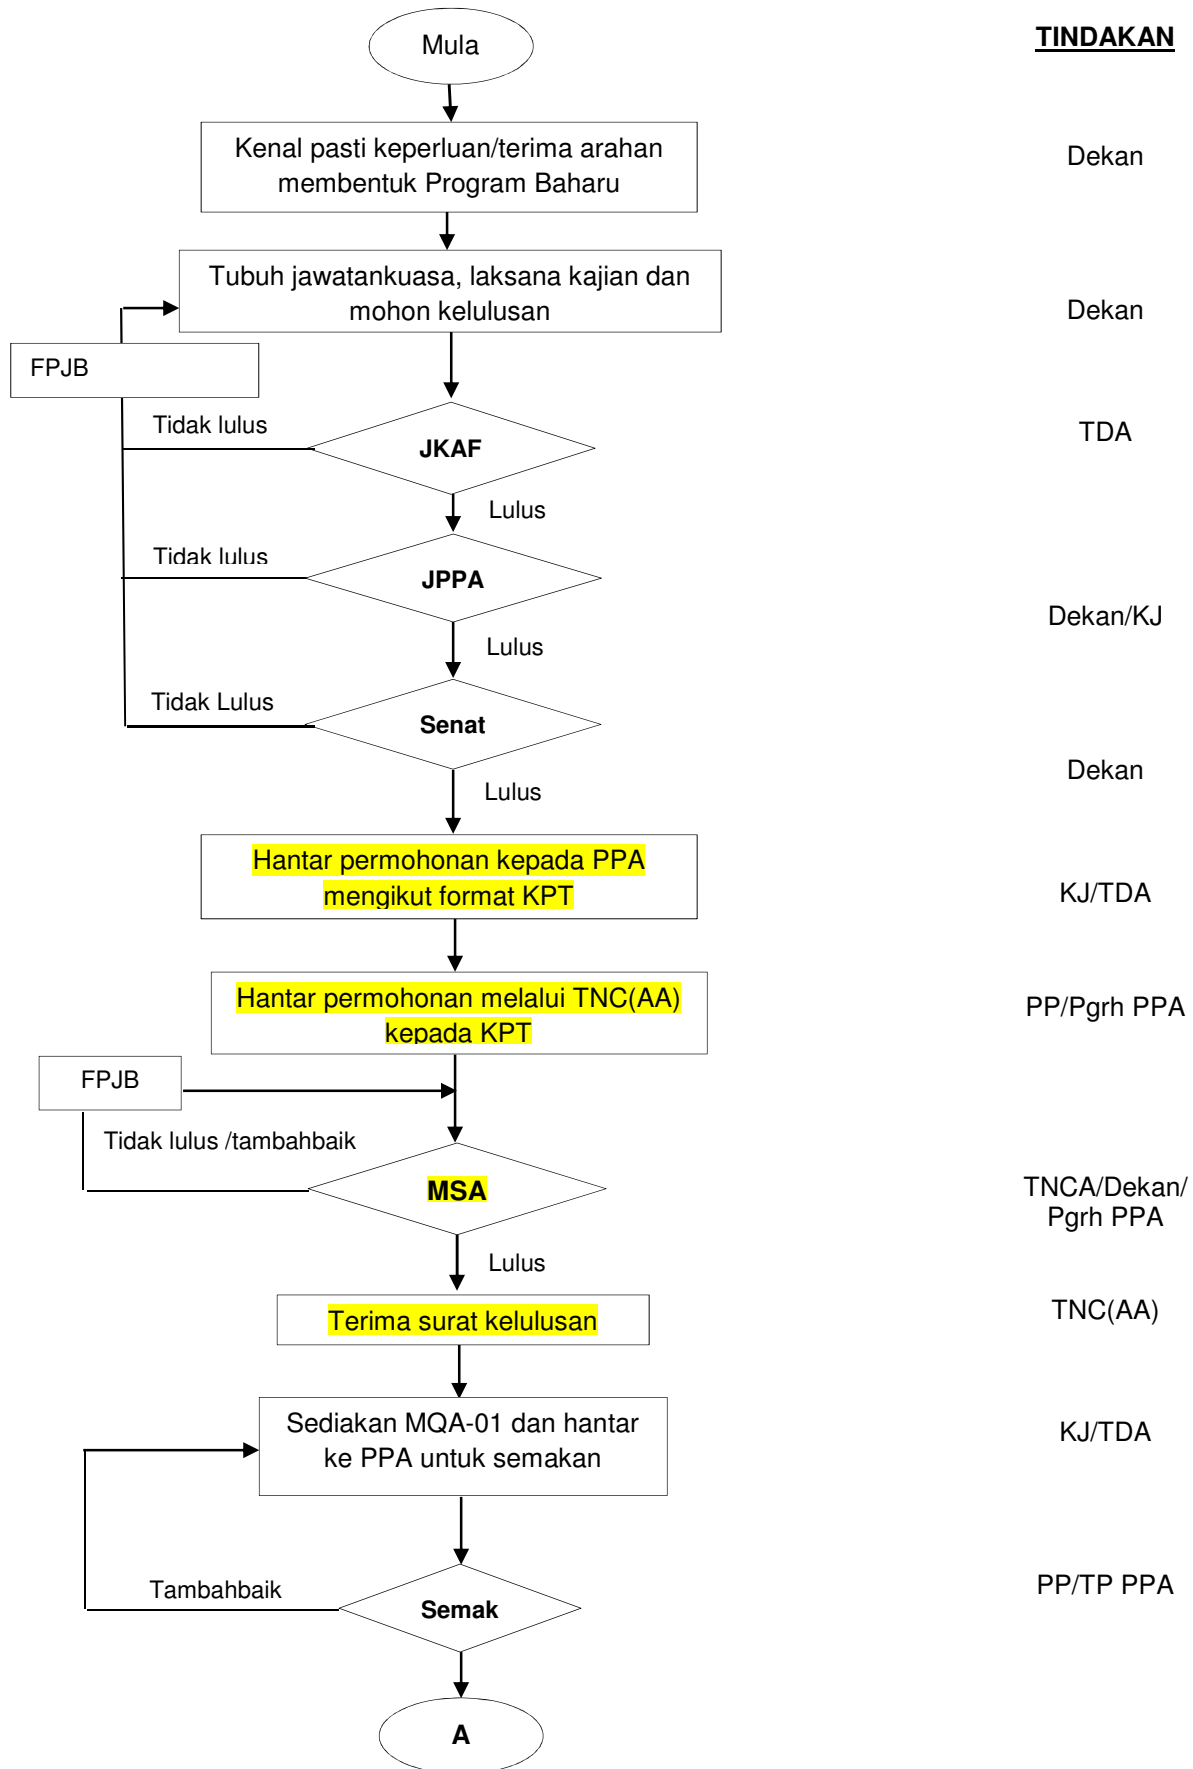 Mula
TINDAKAN
Kenal pasti keperluan/terima arahan
membentuk Program Baharu
Dekan
Tubuh jawatankuasa, laksana kajian dan
mohon kelulusan
Dekan
FPJB
Tidak lulus
JKAF
TDA
Lulus
Tidak lulus
JPPA
Dekan/KJ
Lulus
Tidak Lulus
Senat
Dekan
Lulus
Hantar permohonan kepada PPA
mengikut format KPT
KJ/TDA
Hantar permohonan melalui TNC(AA)
kepada KPT
PP/Pgrh PPA
FPJB
Tidak lulus /tambahbaik
MSA
TNCA/Dekan/
Pgrh PPA
Lulus
Terima surat kelulusan
TNC(AA)
Sediakan MQA-01 dan hantar
ke PPA untuk semakan
KJ/TDA
Tambahbaik
Semak
PP/TP PPA
A